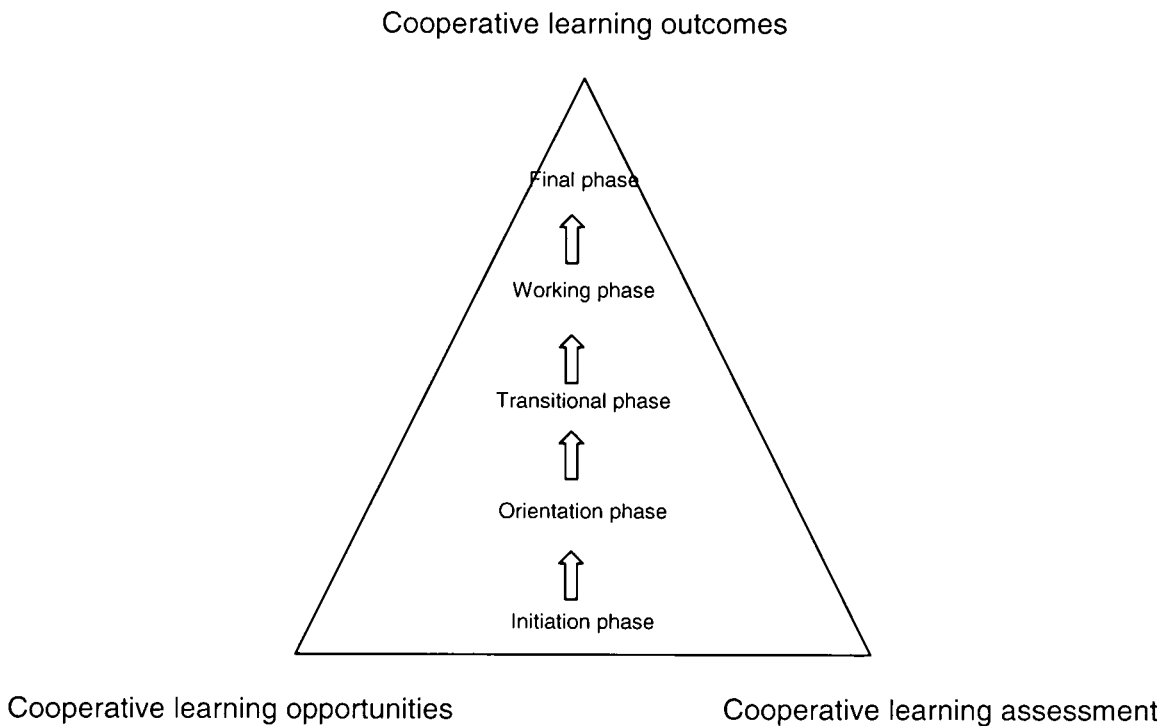 Cooperative learning outcomes
Final phase
Working phase
Transitional phase
Orientation phase
Initiation phase
Cooperative learning opportunities
Cooperative learning assessment